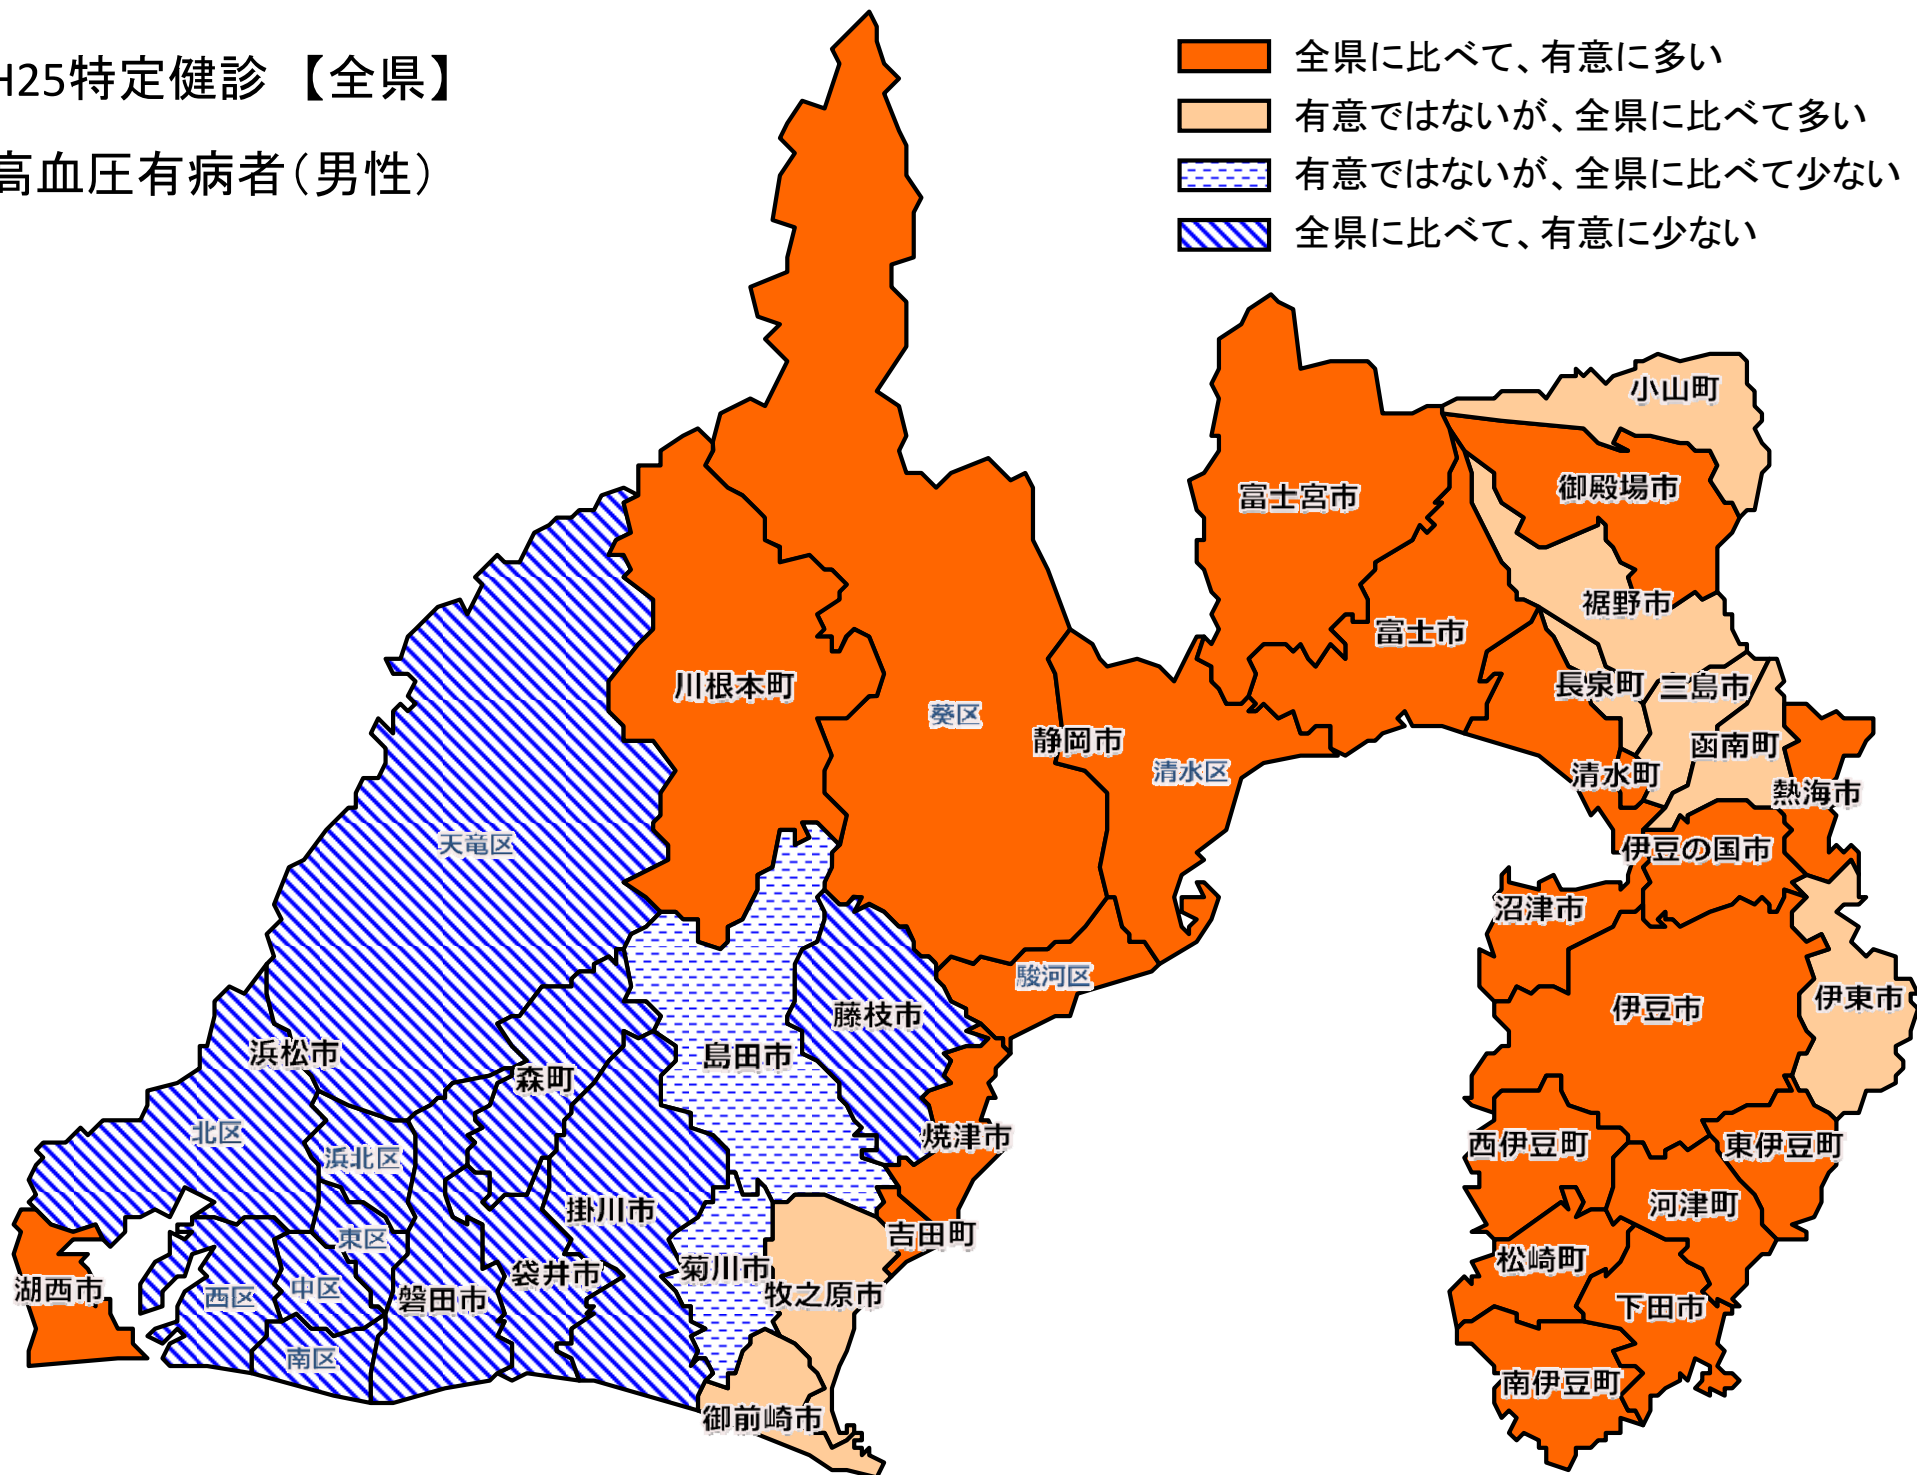 H25特定健診 【全県】
高血圧有病者(男性)
全県に比べて、有意に多い
有意ではないが、全県に比べて多い
有意ではないが、全県に比べて少ない
全県に比べて、有意に少ない
小山町
御殿場市
富士宮市
裾野市
富士市
長泉町
三島市
川根本町
葵区
静岡市
函南町
清水区
清水町
熱海市
天竜区
伊豆の国市
沼津市
駿河区
伊東市
伊豆市
藤枝市
浜松市
島田市
森町
北区
焼津市
西伊豆町
東伊豆町
浜北区
掛川市
河津町
東区
吉田町
松崎町
菊川市
袋井市
湖西市
中区
西区
磐田市
牧之原市
下田市
南区
南伊豆町
御前崎市